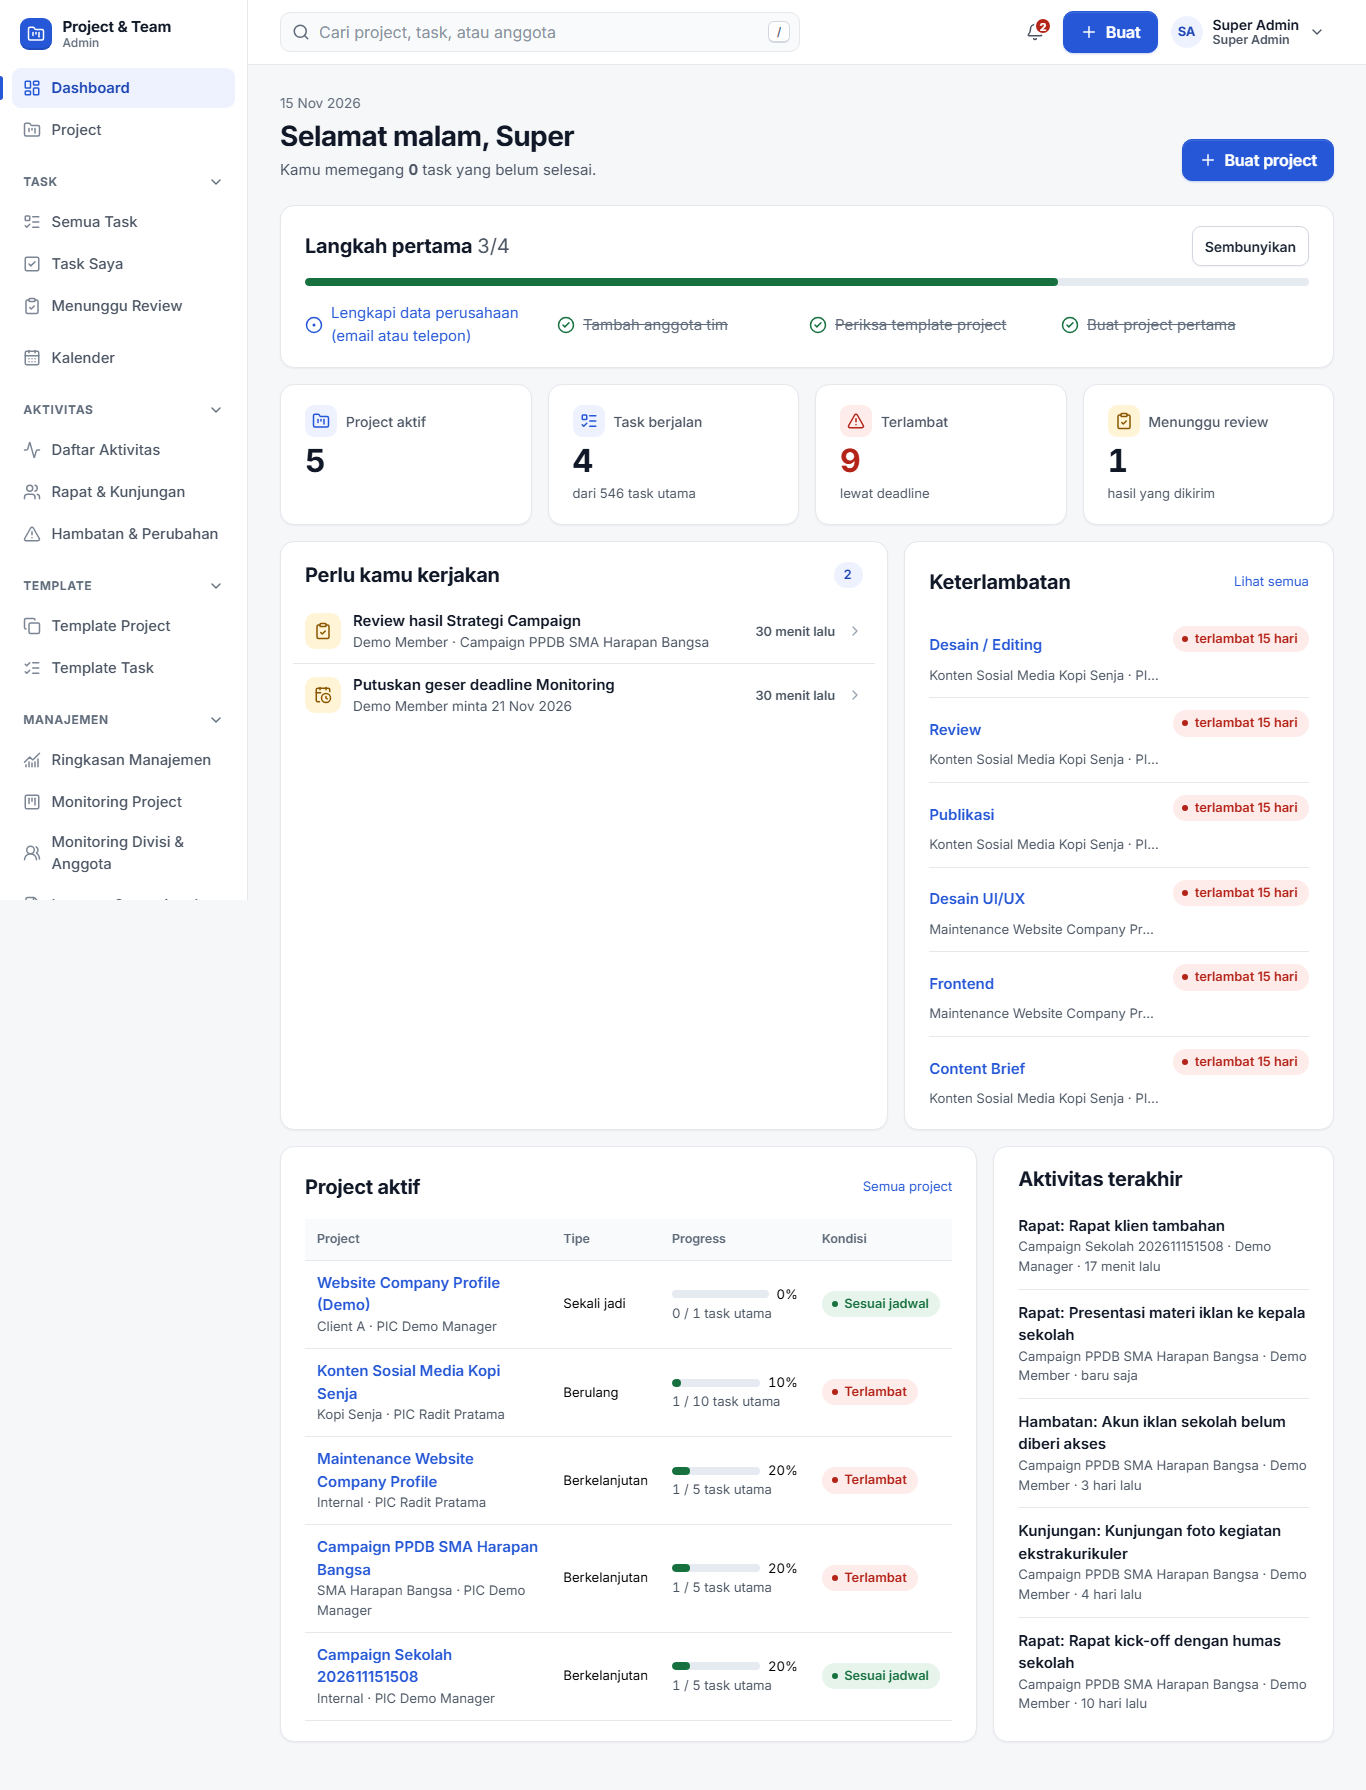 Project & Team
Admin
Dashboard
Project
TASK
Semua Task
Task Saya
Menunggu Review
Kalender
AKTIVITAS
Daftar Aktivitas
Rapat & Kunjungan
Hambatan & Perubahan
TEMPLATE
Template Project
Template Task
MANAJEMEN
Ringkasan Manajemen
Monitoring Project
Monitoring Divisi &
Anggota
Cari project, task, atau anggota
/
2
+ Buat
SA
Super Admin
Super Admin
15 Nov 2026
Selamat malam, Super
Kamu memegang 0 task yang belum selesai.
+ Buat project
Langkah pertama 3/4
Sembunyikan
Lengkapi data perusahaan
(email atau telepon)
Tambah anggota tim
Periksa template project
Buat project pertama
Project aktif
5
Task berjalan
4
dari 546 task utama
Terlambat
9
lewat deadline
Menunggu review
1
hasil yang dikirim
Perlu kamu kerjakan
2
Review hasil Strategi Campaign
Demo Member · Campaign PPDB SMA Harapan Bangsa
30 menit lalu
Putuskan geser deadline Monitoring
Demo Member minta 21 Nov 2026
30 menit lalu
Keterlambatan
Lihat semua
Desain / Editing
terlambat 15 hari
Konten Sosial Media Kopi Senja · Pl...
Review
terlambat 15 hari
Konten Sosial Media Kopi Senja · Pl...
Publikasi
terlambat 15 hari
Konten Sosial Media Kopi Senja · Pl...
Desain UI/UX
terlambat 15 hari
Maintenance Website Company Pr...
Frontend
terlambat 15 hari
Maintenance Website Company Pr...
Content Brief
terlambat 15 hari
Konten Sosial Media Kopi Senja · Pl...
Project aktif
Semua project
Project Tipe Progress Kondisi
Website Company Profile
(Demo)
Client A · PIC Demo Manager
Sekali jadi
0%
0 / 1 task utama
Sesuai jadwal
Konten Sosial Media Kopi
Senja
Kopi Senja · PIC Radit Pratama
Berulang
10%
1 / 10 task utama
Terlambat
Maintenance Website
Company Profile
Internal · PIC Radit Pratama
Berkelanjutan
20%
1 / 5 task utama
Terlambat
Campaign PPDB SMA Harapan
Bangsa
SMA Harapan Bangsa · PIC Demo
Manager
Berkelanjutan
20%
1 / 5 task utama
Terlambat
Campaign Sekolah
202611151508
Internal · PIC Demo Manager
Berkelanjutan
20%
1 / 5 task utama
Sesuai jadwal
Aktivitas terakhir
Rapat: Rapat klien tambahan
Campaign Sekolah 202611151508 · Demo
Manager · 17 menit lalu
Rapat: Presentasi materi iklan ke kepala
sekolah
Campaign PPDB SMA Harapan Bangsa · Demo
Member · baru saja
Hambatan: Akun iklan sekolah belum
diberi akses
Campaign PPDB SMA Harapan Bangsa · Demo
Member · 3 hari lalu
Kunjungan: Kunjungan foto kegiatan
ekstrakurikuler
Campaign PPDB SMA Harapan Bangsa · Demo
Member · 4 hari lalu
Rapat: Rapat kick-off dengan humas
sekolah
Campaign PPDB SMA Harapan Bangsa · Demo
Member · 10 hari lalu